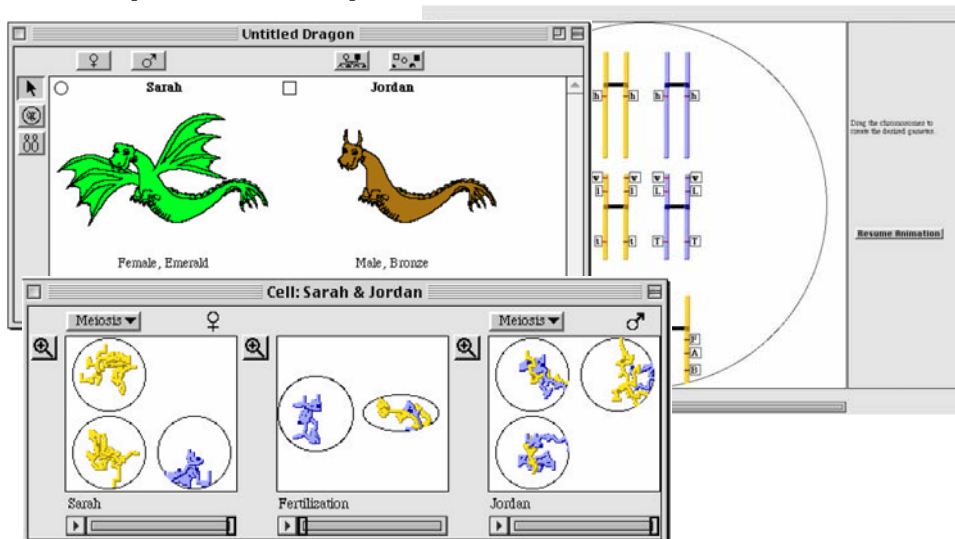 Untitled Dragon
♀ ♂
Sarah Jordan
Female, Emerald Male, Bronze
h h h h
w w w w
l l L L
t t T T
F
A
B
Drag the chromosomes to
create the desired gametes.
Resume Animation
Cell: Sarah & Jordan
Meiosis ♀ Meiosis ♂
Sarah Fertilization Jordan